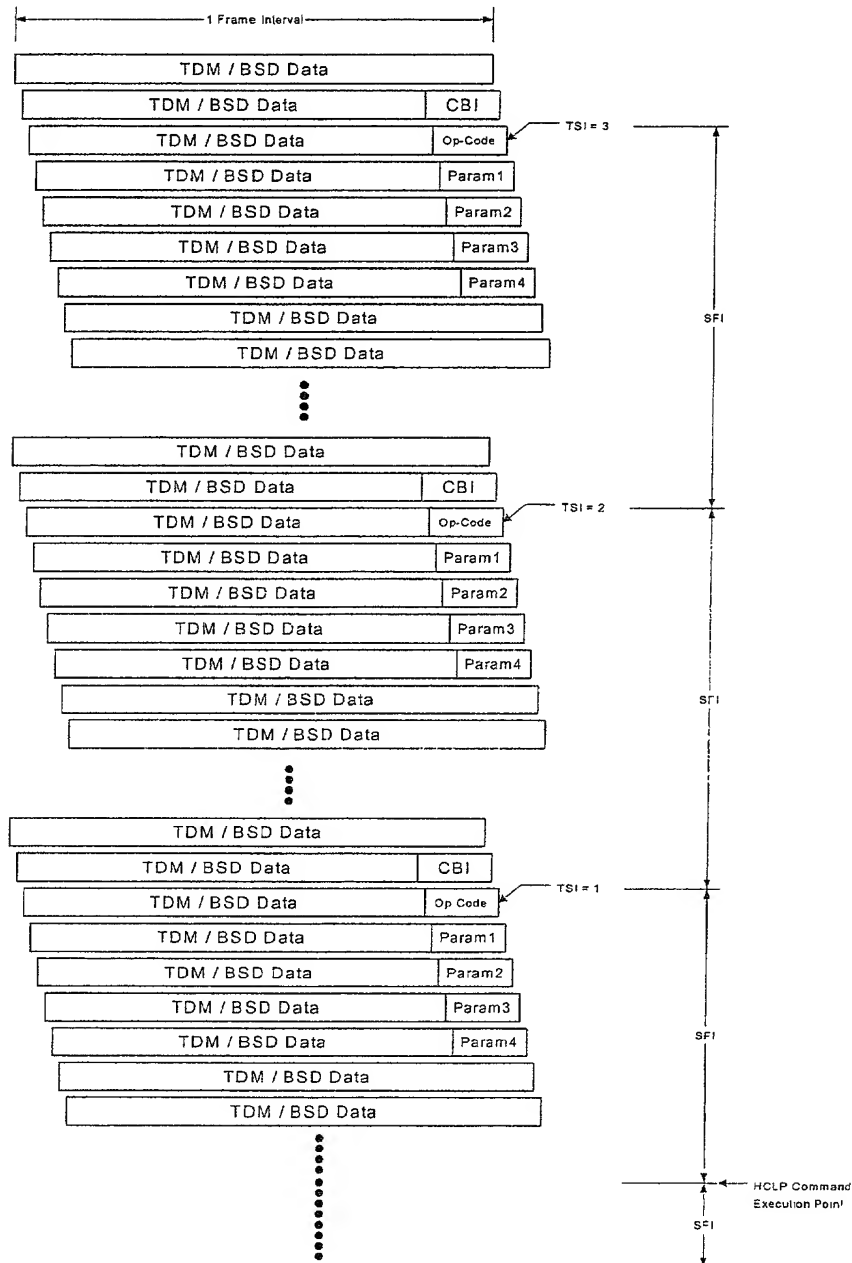 1 Frame Interval
TDM / BSD Data
TDM / BSD Data CBI
TSI = 3
TDM / BSD Data Op-Code
TDM / BSD Data Param1
TDM / BSD Data Param2
TDM / BSD Data Param3
TDM / BSD Data Param4
SFI
TDM / BSD Data
TDM / BSD Data
TDM / BSD Data
TDM / BSD Data CBI
TSI = 2
TDM / BSD Data Op-Code
TDM / BSD Data Param1
TDM / BSD Data Param2
TDM / BSD Data Param3
TDM / BSD Data Param4
TDM / BSD Data
SFI
TDM / BSD Data
TDM / BSD Data
TDM / BSD Data CBI
TSI = 1
TDM / BSD Data Op Code
TDM / BSD Data Param1
TDM / BSD Data Param2
TDM / BSD Data Param3
TDM / BSD Data Param4
SFI
TDM / BSD Data
TDM / BSD Data
HCLP Command
Execution Point
SFI